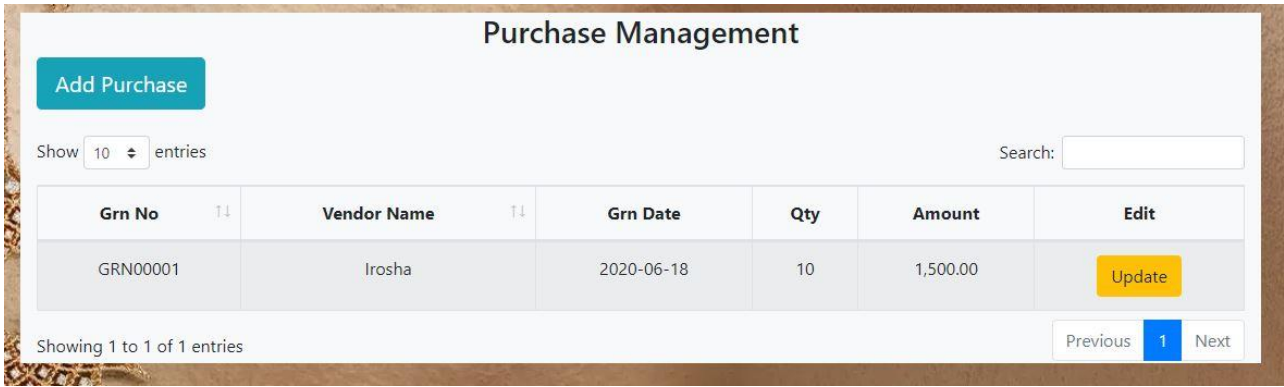 Purchase Management
Add Purchase
Show 10 entries Search:
Grn No Vendor Name Grn Date Qty Amount Edit
GRN00001 Irosha 2020-06-18 10 1,500.00 Update
Showing 1 to 1 of 1 entries Previous 1 Next